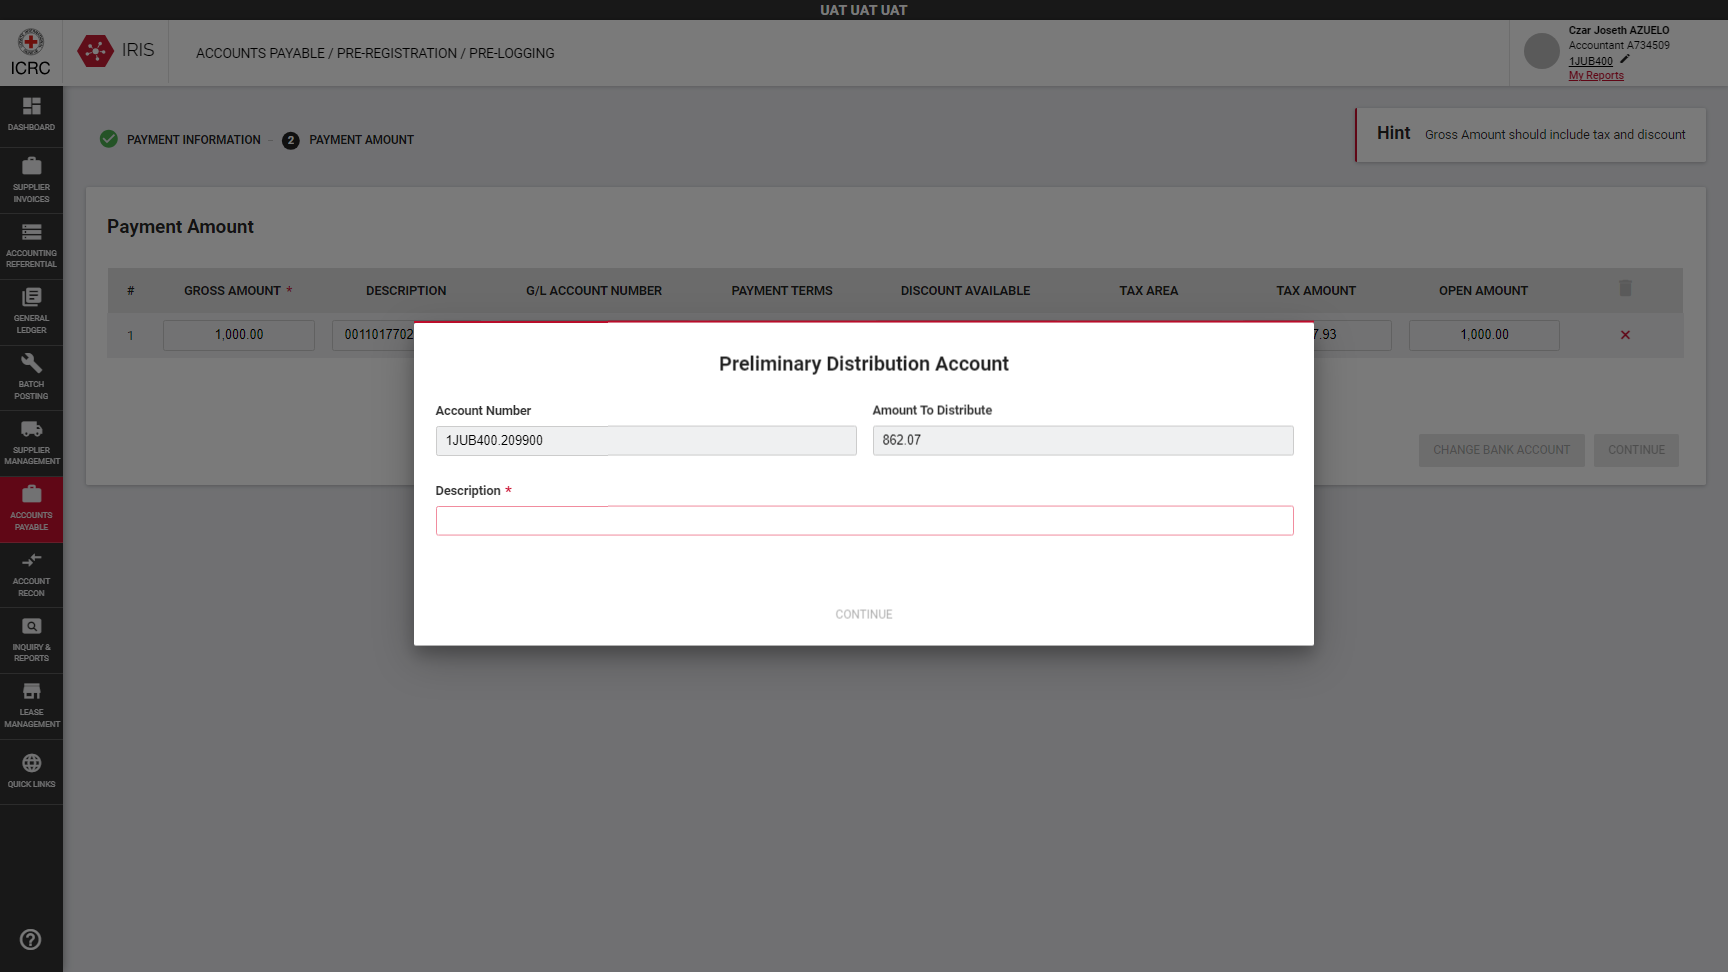 UAT UAT UAT
ICRC
IRIS
ACCOUNTS PAYABLE / PRE-REGISTRATION / PRE-LOGGING
Czar Joseth AZUELO
Accountant A734509
1JUB400
My Reports
DASHBOARD
SUPPLIER
INVOICES
ACCOUNTING
REFERENTIAL
GENERAL
LEDGER
BATCH
POSTING
SUPPLIER
MANAGEMENT
ACCOUNTS
PAYABLE
ACCOUNT
RECON
INQUIRY &
REPORTS
LEASE
MANAGEMENT
QUICK LINKS
PAYMENT INFORMATION - 2 PAYMENT AMOUNT
Hint Gross Amount should include tax and discount
Payment Amount
# GROSS AMOUNT * DESCRIPTION G/L ACCOUNT NUMBER PAYMENT TERMS DISCOUNT AVAILABLE TAX AREA TAX AMOUNT OPEN AMOUNT
1 1,000.00 0011017702 7.93 1,000.00
CHANGE BANK ACCOUNT CONTINUE
Preliminary Distribution Account
Account Number Amount To Distribute
1JUB400.209900 862.07
Description *
CONTINUE